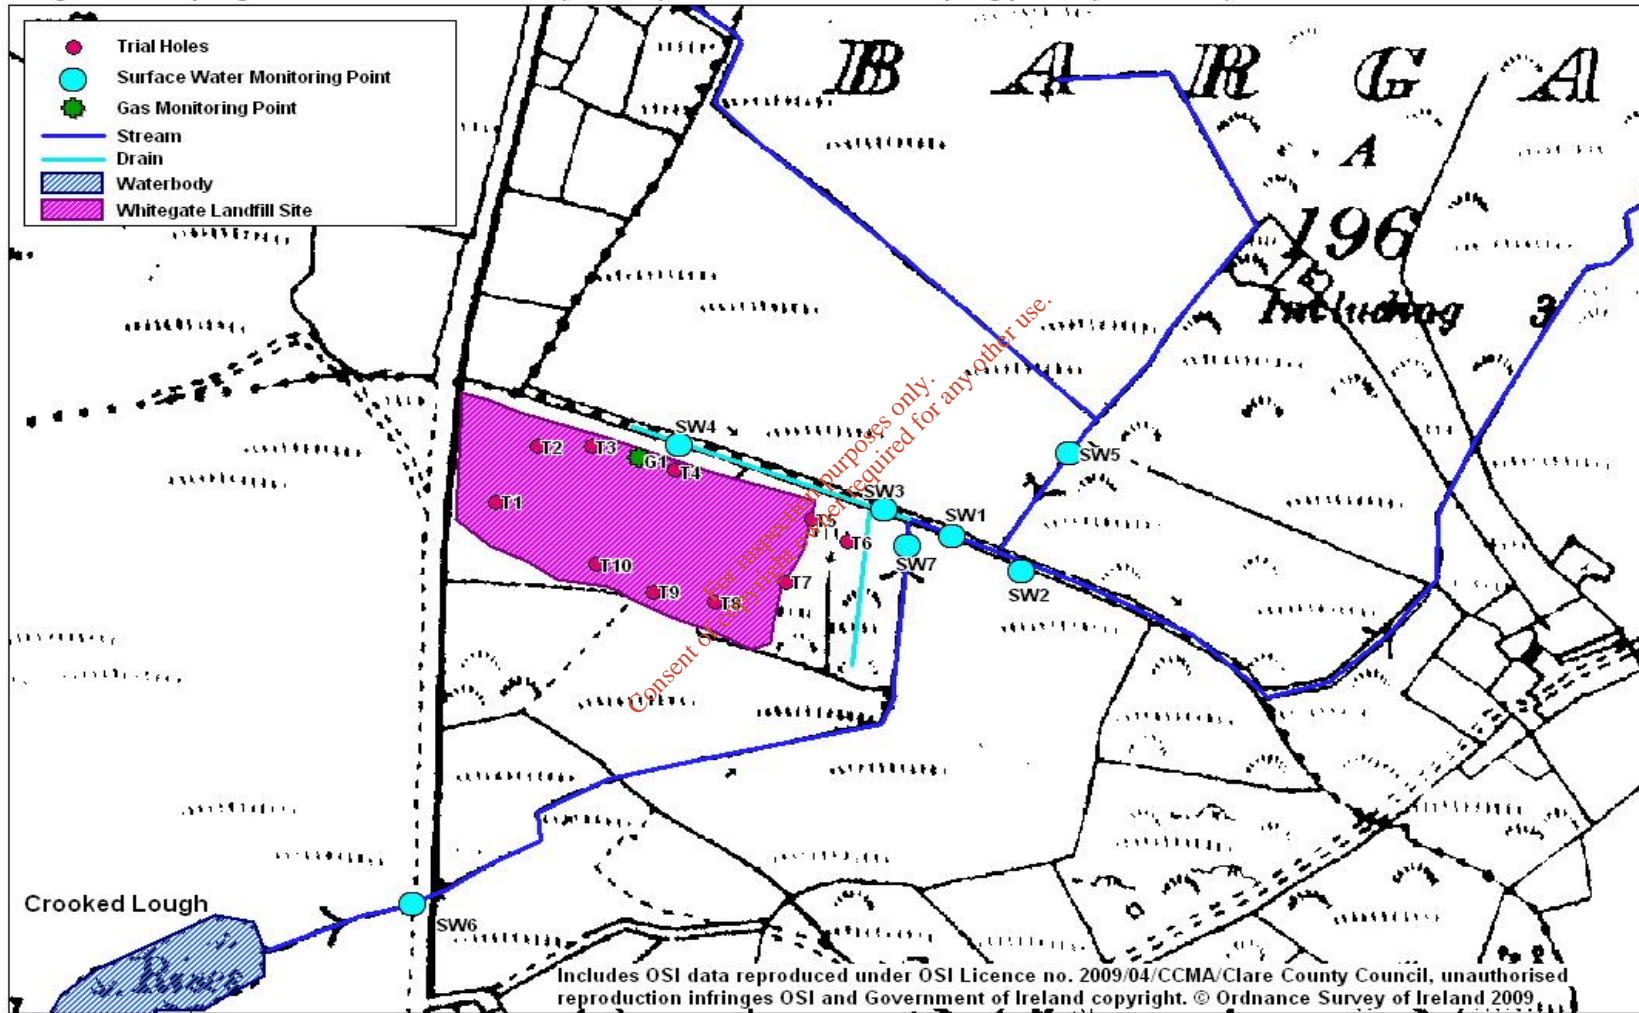 Trial Holes
Surface Water Monitoring Point
Gas Monitoring Point
Stream
Drain
Waterbody
Whitegate Landfill Site
B A R G A
A
196
Including 3
SW4
T2
T3
G1
T4
SW5
T1
SW3
T5
T6
SW1
SW7
T10
T7
SW2
T9
T8
For inspection purposes only.
Consent of copyright owner required for any other use.
Crooked Lough
SW6
Includes OSI data reproduced under OSI Licence no. 2009/04/CCMA/Clare County Council, unauthorised
reproduction infringes OSI and Government of Ireland copyright. © Ordnance Survey of Ireland 2009